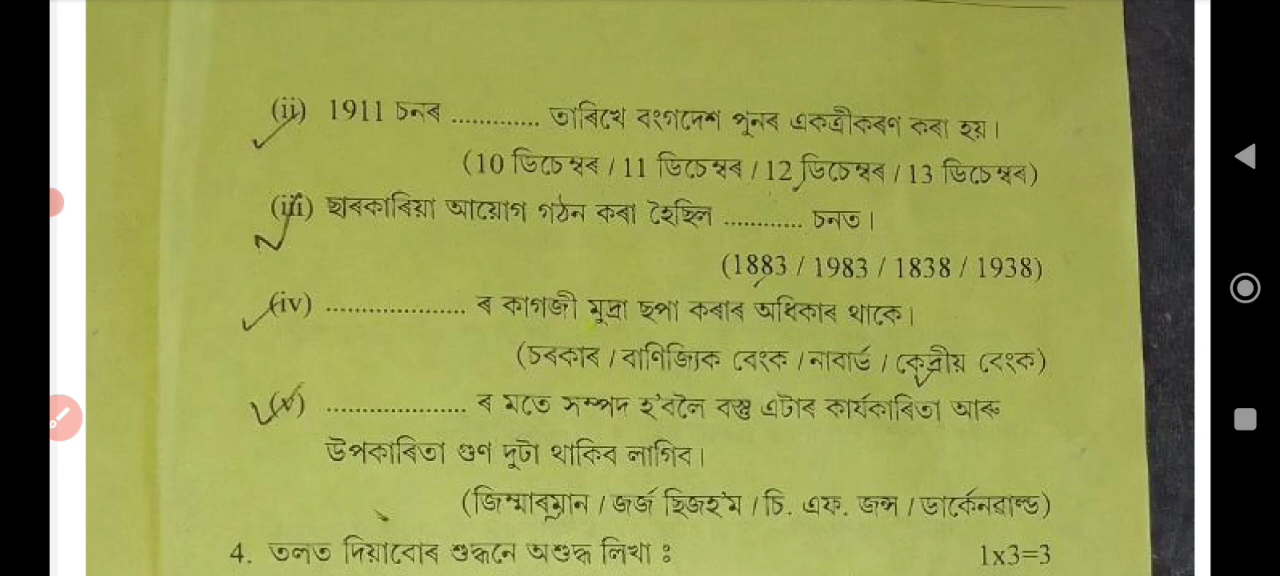 (ii) 1911 চনৰ ............. তাৰিখে বংগদেশ পুনৰ একত্ৰীকৰণ কৰা হয়।
(10 ডিচেম্বৰ / 11 ডিচেম্বৰ / 12 ডিচেম্বৰ / 13 ডিচেম্বৰ)
(iii) ছাৰকাৰিয়া আয়োগ গঠন কৰা হৈছিল ............ চনত।
(1883 / 1983 / 1838 / 1938)
(iv) ..................... ৰ কাগজী মুদ্ৰা ছপা কৰাৰ অধিকাৰ থাকে।
(চৰকাৰ / বাণিজ্যিক বেংক / নাবাৰ্ড / কেন্দ্ৰীয় বেংক)
(v) ..................... ৰ মতে সম্পদ হ'বলৈ বস্তু এটাৰ কাৰ্যকাৰিতা আৰু
উপকাৰিতা গুণ দুটা থাকিব লাগিব।
(জিম্মাৰমান / জৰ্জ ছিজহ'ম / চি. এফ. জন্স / ডাৰ্কেনৱাল্ড)
4. তলত দিয়াবোৰ শুদ্ধনে অশুদ্ধ লিখা ঃ 1x3=3